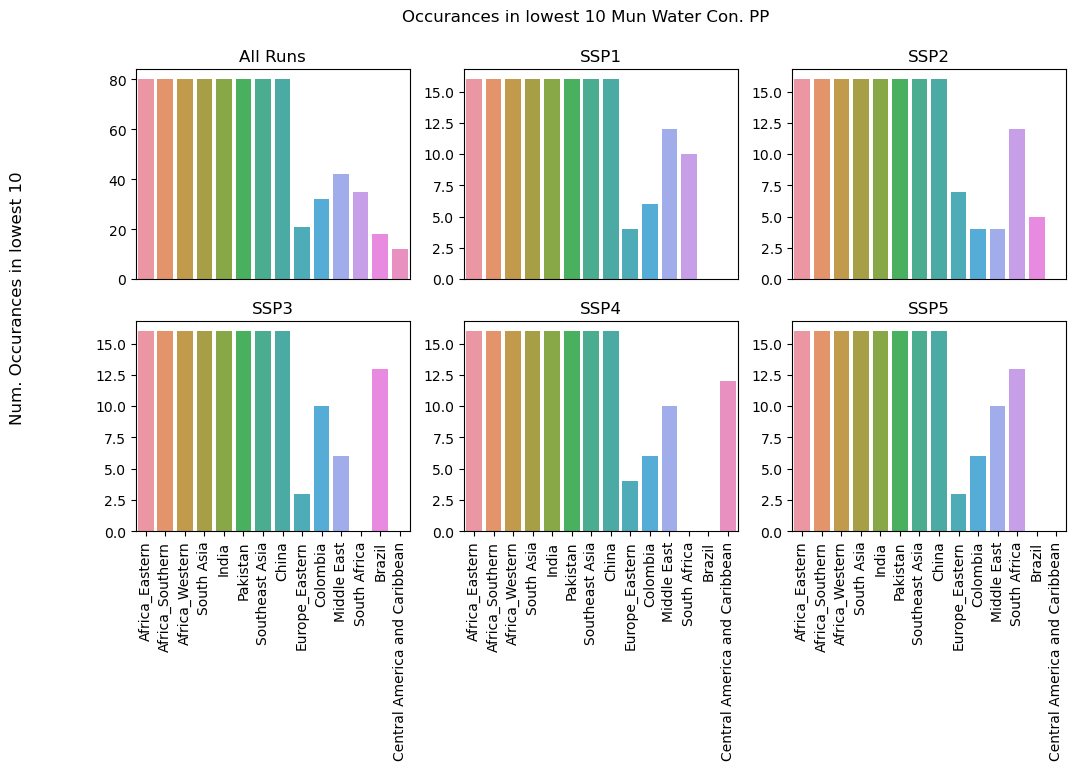 Occurances in lowest 10 Mun Water Con. PP
Num. Occurances in lowest 10
All Runs
80
60
40
20
0
SSP1
15.0
12.5
10.0
7.5
5.0
2.5
0.0
SSP2
15.0
12.5
10.0
7.5
5.0
2.5
0.0
SSP3
15.0
12.5
10.0
7.5
5.0
2.5
0.0
Africa_Eastern
Africa_Southern
Africa_Western
South Asia
India
Pakistan
Southeast Asia
China
Europe_Eastern
Colombia
Middle East
South Africa
Brazil
Central America and Caribbean
SSP4
15.0
12.5
10.0
7.5
5.0
2.5
0.0
Africa_Eastern
Africa_Southern
Africa_Western
South Asia
India
Pakistan
Southeast Asia
China
Europe_Eastern
Colombia
Middle East
South Africa
Brazil
Central America and Caribbean
SSP5
15.0
12.5
10.0
7.5
5.0
2.5
0.0
Africa_Eastern
Africa_Southern
Africa_Western
South Asia
India
Pakistan
Southeast Asia
China
Europe_Eastern
Colombia
Middle East
South Africa
Brazil
Central America and Caribbean